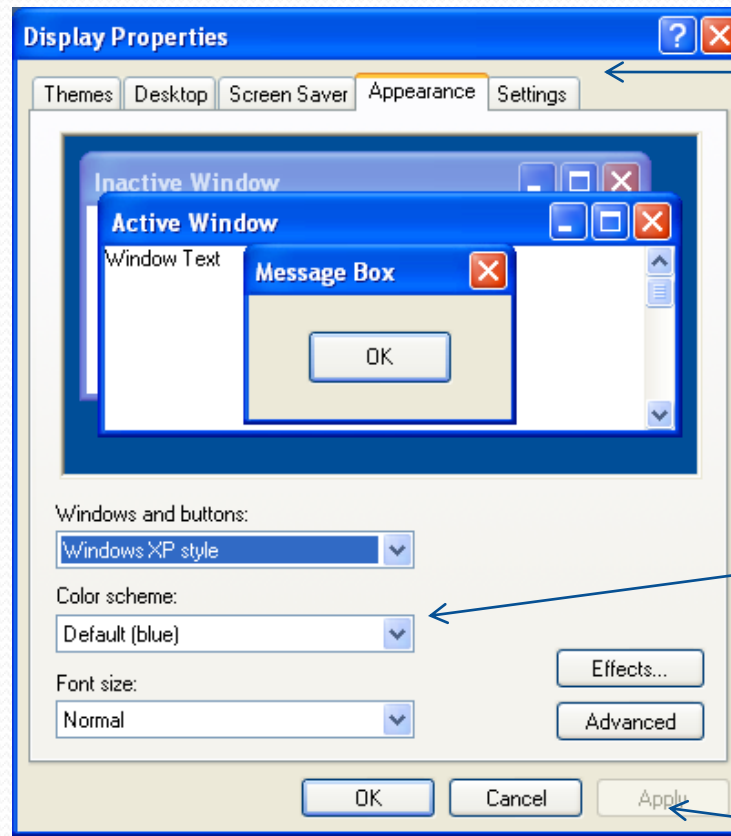 Display Properties
Themes Desktop Screen Saver Appearance Settings
Inactive Window
Active Window
Window Text
Message Box
OK
Windows and buttons:
Windows XP style
Color scheme:
Default (blue)
Font size:
Normal
Effects...
Advanced
OK Cancel Apply